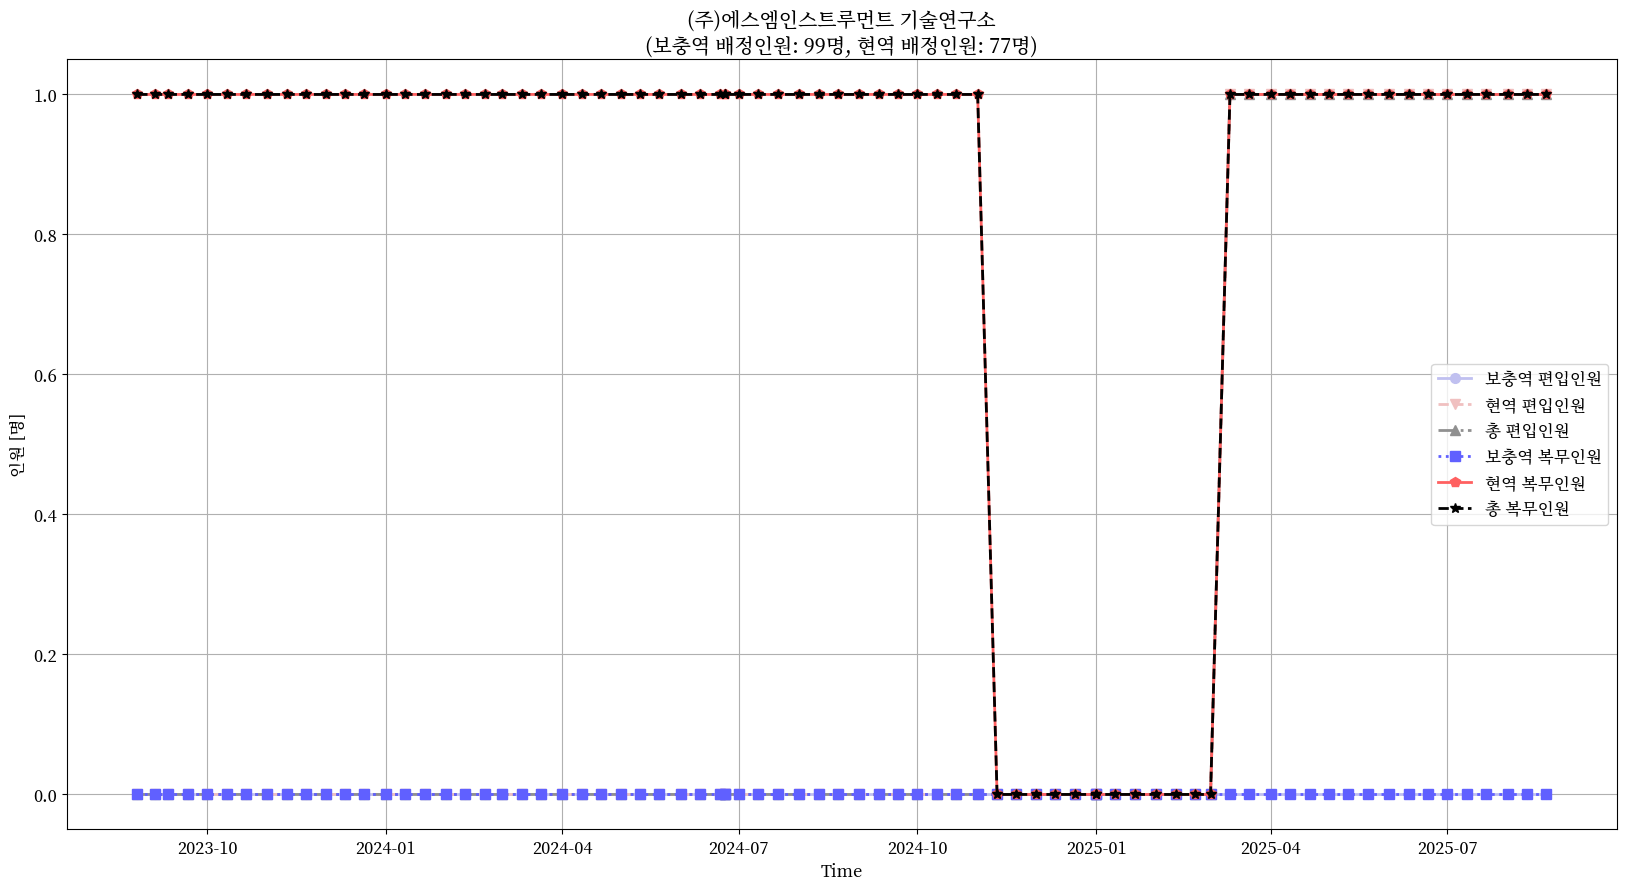 (주)에스엠인스트루먼트 기술연구소
(보충역 배정인원: 99명, 현역 배정인원: 77명)
인원 [명]
1.0
0.8
0.6
0.4
0.2
0.0
보충역 편입인원
현역 편입인원
총 편입인원
보충역 복무인원
현역 복무인원
총 복무인원
2023-10
2024-01
2024-04
2024-07
2024-10
2025-01
2025-04
2025-07
Time